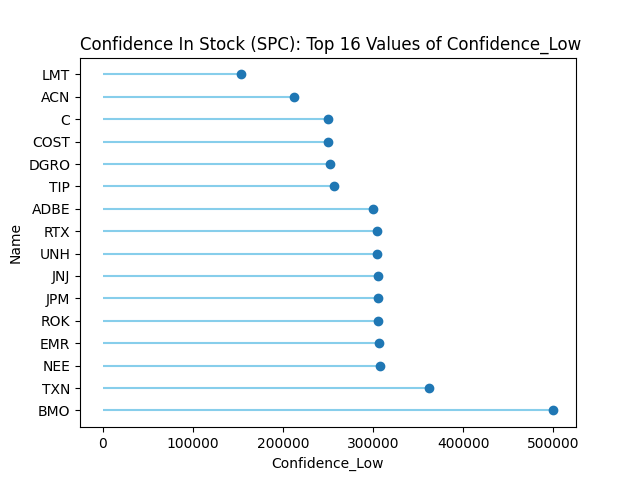 Confidence In Stock (SPC): Top 16 Values of Confidence_Low
LMT
ACN
C
COST
DGRO
TIP
ADBE
RTX
UNH
JNJ
JPM
ROK
EMR
NEE
TXN
BMO
Name
0 100000 200000 300000 400000 500000
Confidence_Low